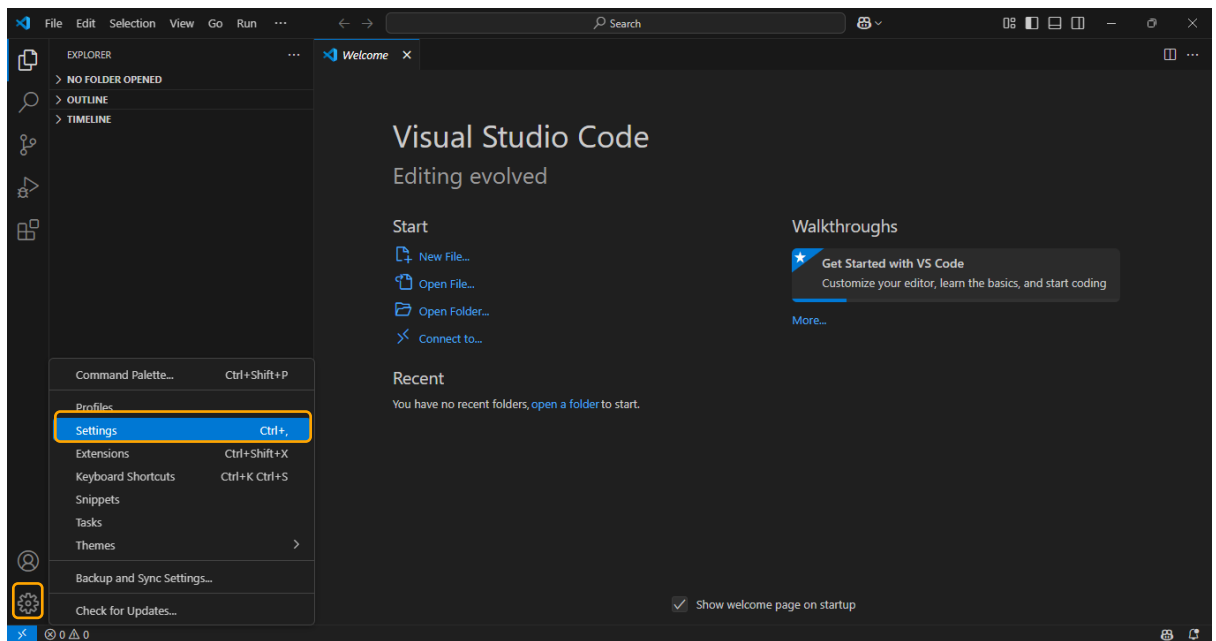 File Edit Selection View Go Run ···
Search
EXPLORER ···
Welcome
NO FOLDER OPENED
OUTLINE
TIMELINE
Visual Studio Code
Editing evolved
Start
New File...
Open File...
Open Folder...
Connect to...
Walkthroughs
Get Started with VS Code
Customize your editor, learn the basics, and start coding
More...
Recent
You have no recent folders, open a folder to start.
Command Palette... Ctrl+Shift+P
Profiles
Settings Ctrl+,
Extensions Ctrl+Shift+X
Keyboard Shortcuts Ctrl+K Ctrl+S
Snippets
Tasks
Themes
Backup and Sync Settings...
Check for Updates...
Show welcome page on startup
0 0